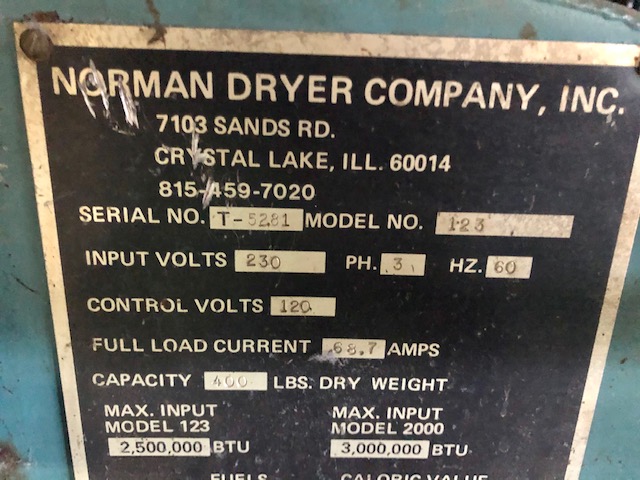 NORMAN DRYER COMPANY, INC.
7103 SANDS RD.
CRYSTAL LAKE, ILL. 60014
815-459-7020
SERIAL NO. T-5281 MODEL NO. 123
INPUT VOLTS 230 PH. 3 HZ. 60
CONTROL VOLTS 120
FULL LOAD CURRENT 68.7 AMPS
CAPACITY 400 LBS. DRY WEIGHT
MAX. INPUT MAX. INPUT
MODEL 123 MODEL 2000
2,500,000 BTU 3,000,000 BTU
FUELS CALORIC VALUE